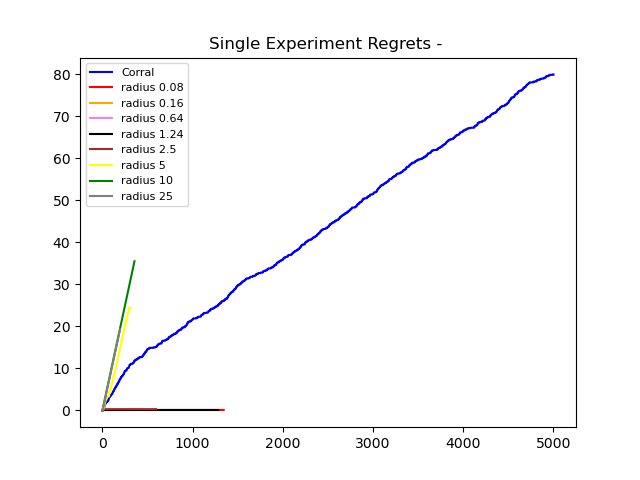 Single Experiment Regrets -
Corral
radius 0.08
radius 0.16
radius 0.64
radius 1.24
radius 2.5
radius 5
radius 10
radius 25
80
70
60
50
40
30
20
10
0
0 1000 2000 3000 4000 5000